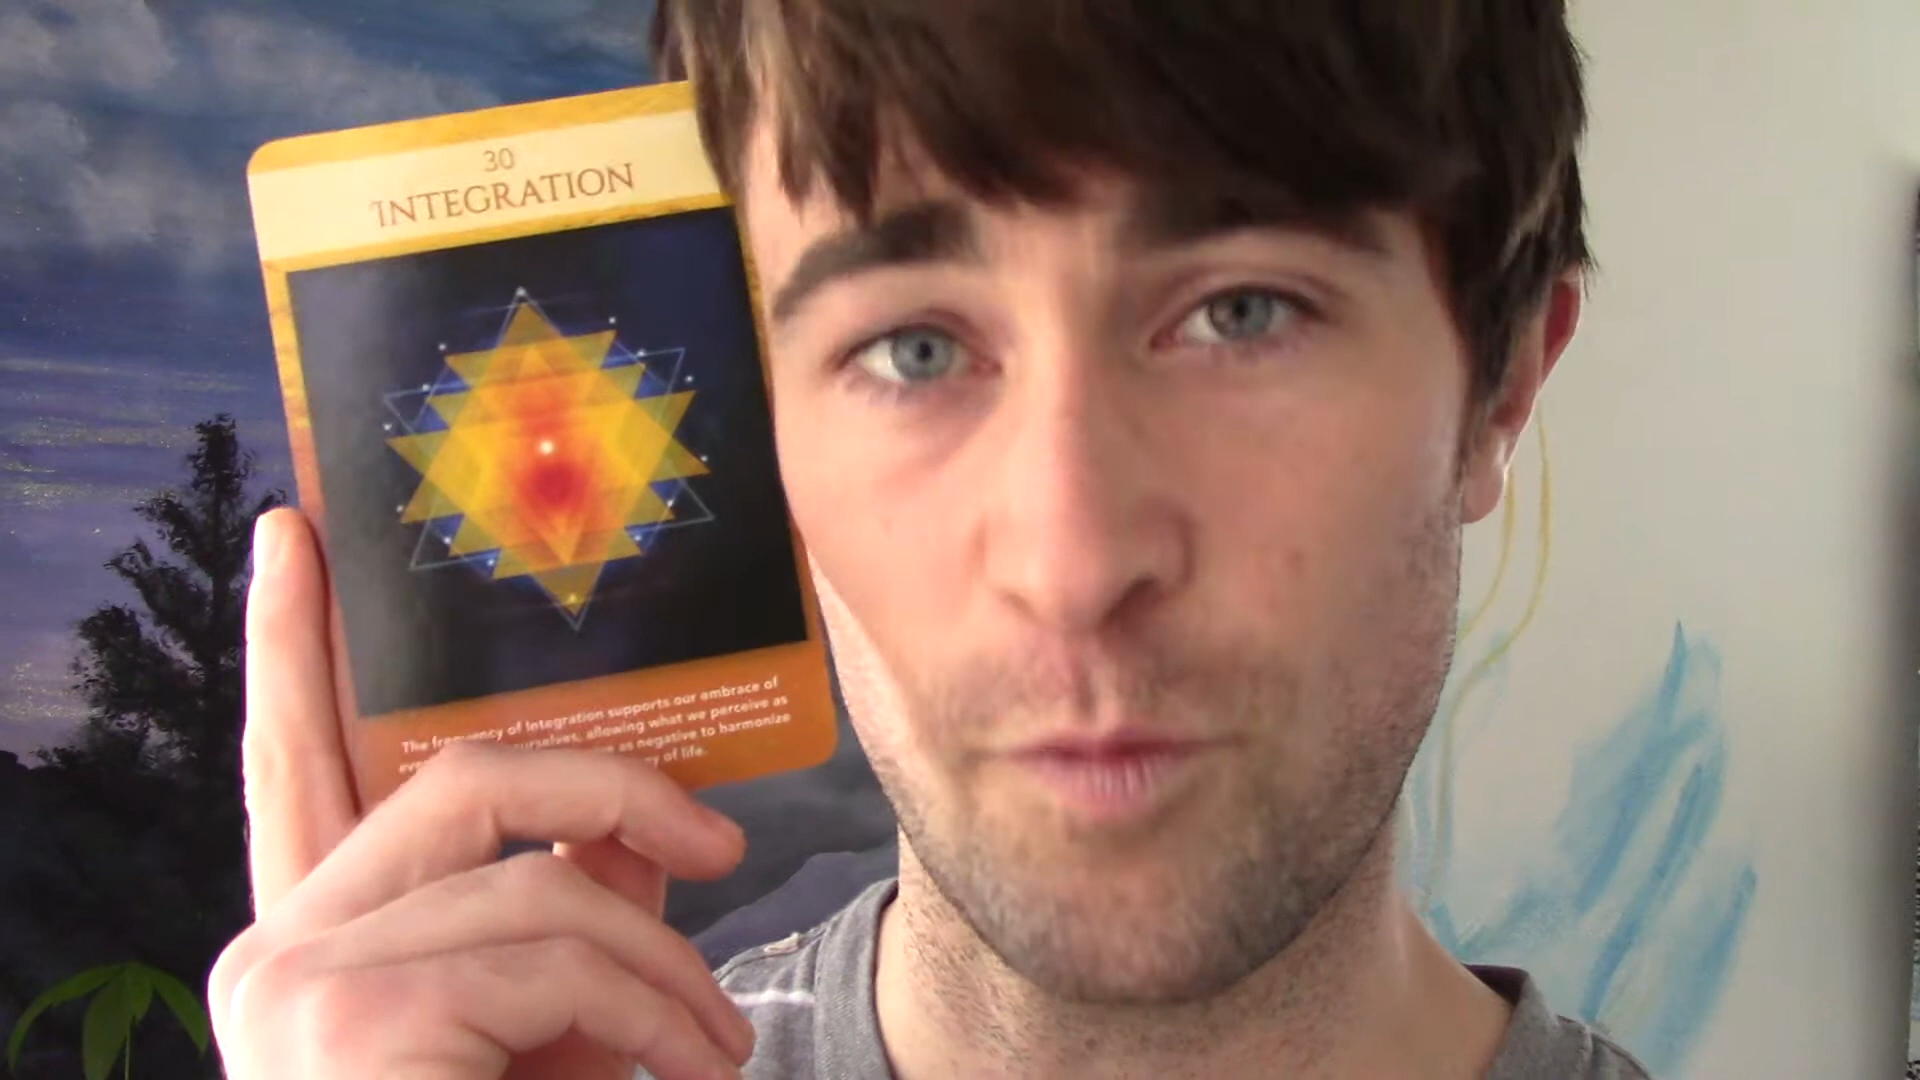 30
INTEGRATION
The frequency of Integration supports our embrace of
ourselves, allowing what we perceive as
as negative to harmonize
of life.